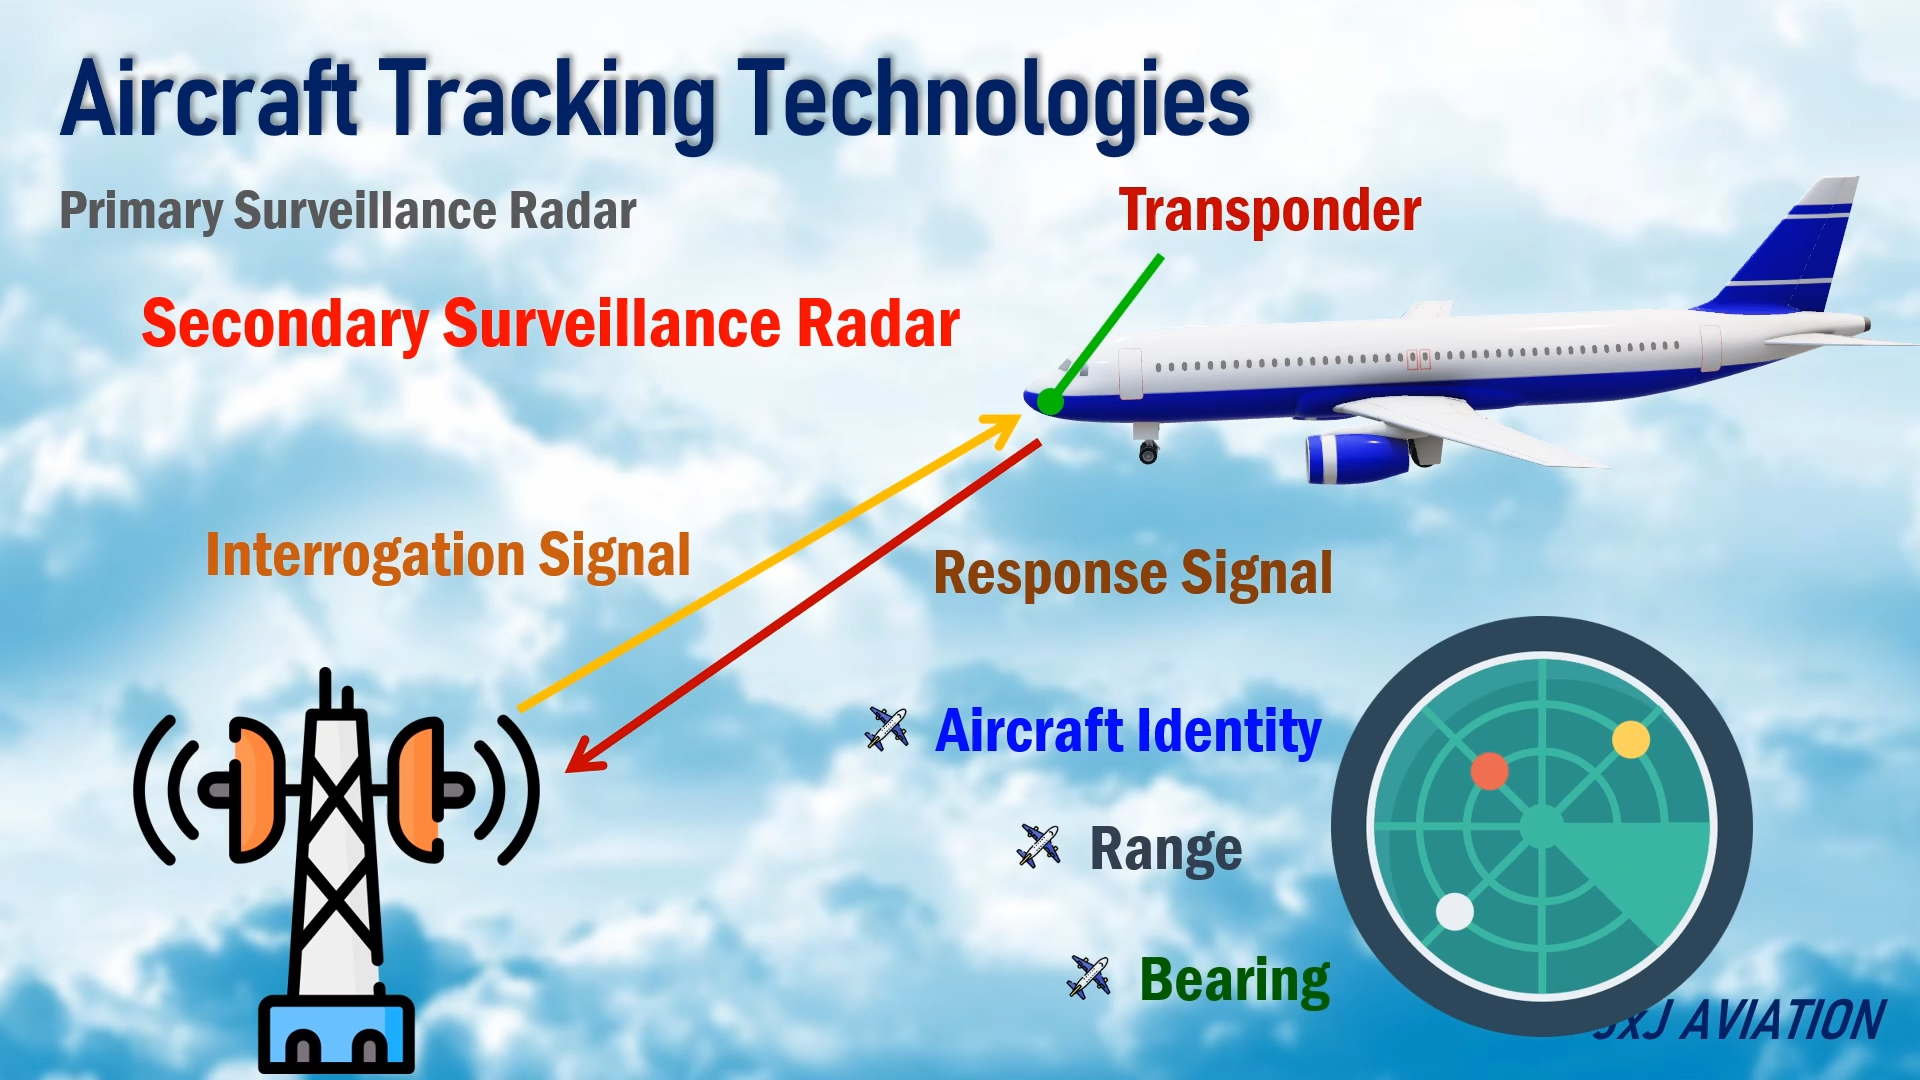 Aircraft Tracking Technologies
Primary Surveillance Radar
Transponder
Secondary Surveillance Radar
Interrogation Signal
Response Signal
Aircraft Identity
Range
Bearing
JxJ AVIATION